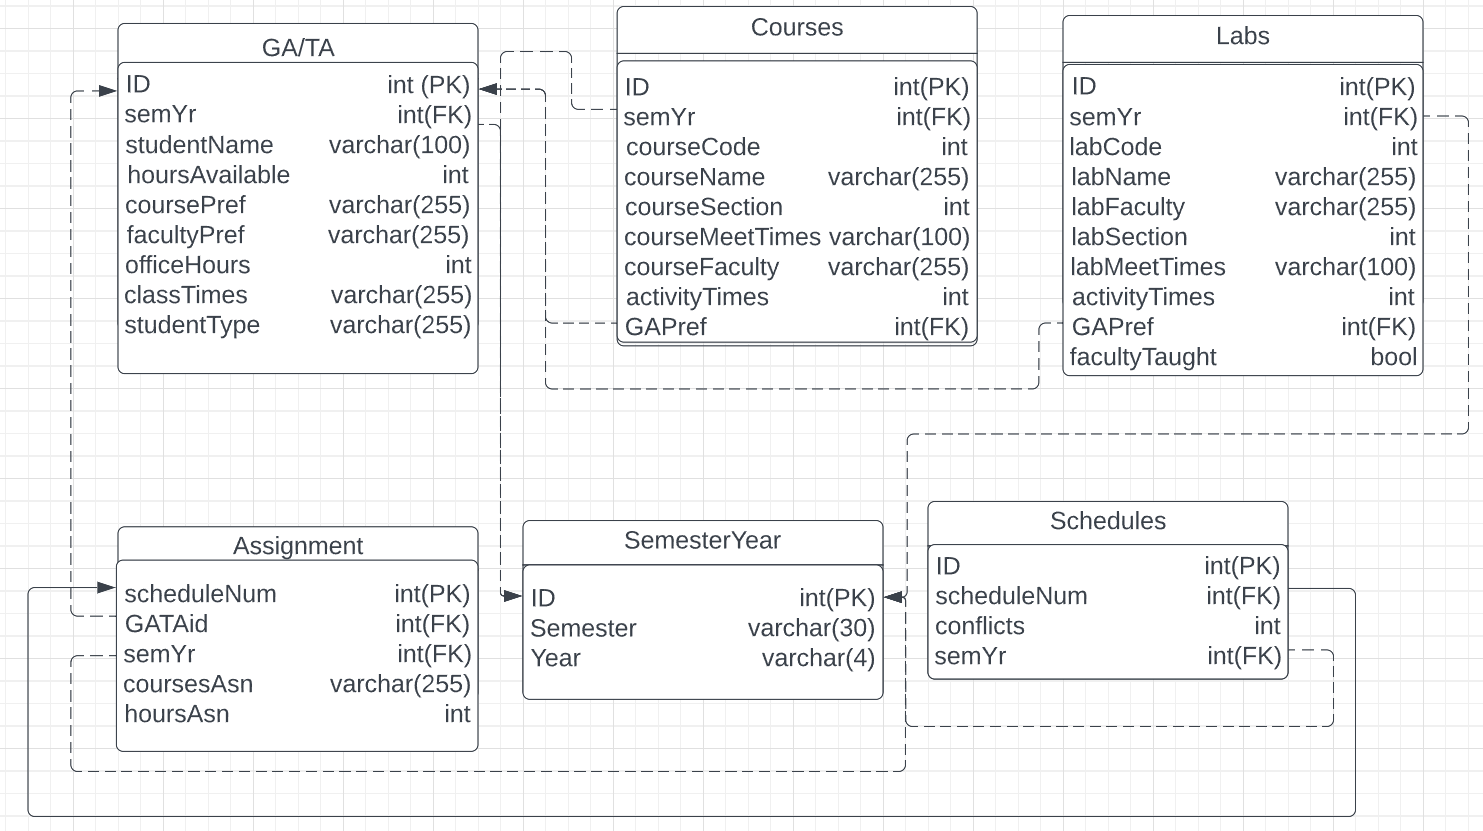 GA/TA
ID int (PK)
semYr int(FK)
studentName varchar(100)
hoursAvailable int
coursePref varchar(255)
facultyPref varchar(255)
officeHours int
classTimes varchar(255)
studentType varchar(255)
Courses
ID int(PK)
semYr int(FK)
courseCode int
courseName varchar(255)
courseSection int
courseMeetTimes varchar(100)
courseFaculty varchar(255)
activityTimes int
GAPref int(FK)
Labs
ID int(PK)
semYr int(FK)
labCode int
labName varchar(255)
labFaculty varchar(255)
labSection int
labMeetTimes varchar(100)
activityTimes int
GAPref int(FK)
facultyTaught bool
Assignment
scheduleNum int(PK)
GATAid int(FK)
semYr int(FK)
coursesAsn varchar(255)
hoursAsn int
SemesterYear
ID int(PK)
Semester varchar(30)
Year varchar(4)
Schedules
ID int(PK)
scheduleNum int(FK)
conflicts int
semYr int(FK)